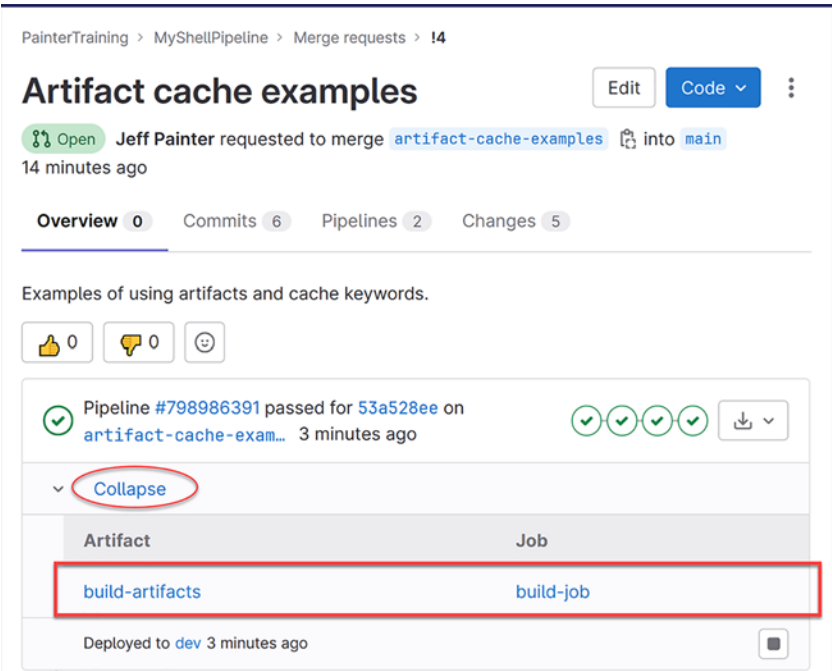 PainterTraining > MyShellPipeline > Merge requests > !4
Artifact cache examples
Edit
Code
Open Jeff Painter requested to merge artifact-cache-examples into main
14 minutes ago
Overview 0 Commits 6 Pipelines 2 Changes 5
Examples of using artifacts and cache keywords.
0 0
Pipeline #798986391 passed for 53a528ee on
artifact-cache-exam… 3 minutes ago
Collapse
Artifact Job
build-artifacts build-job
Deployed to dev 3 minutes ago